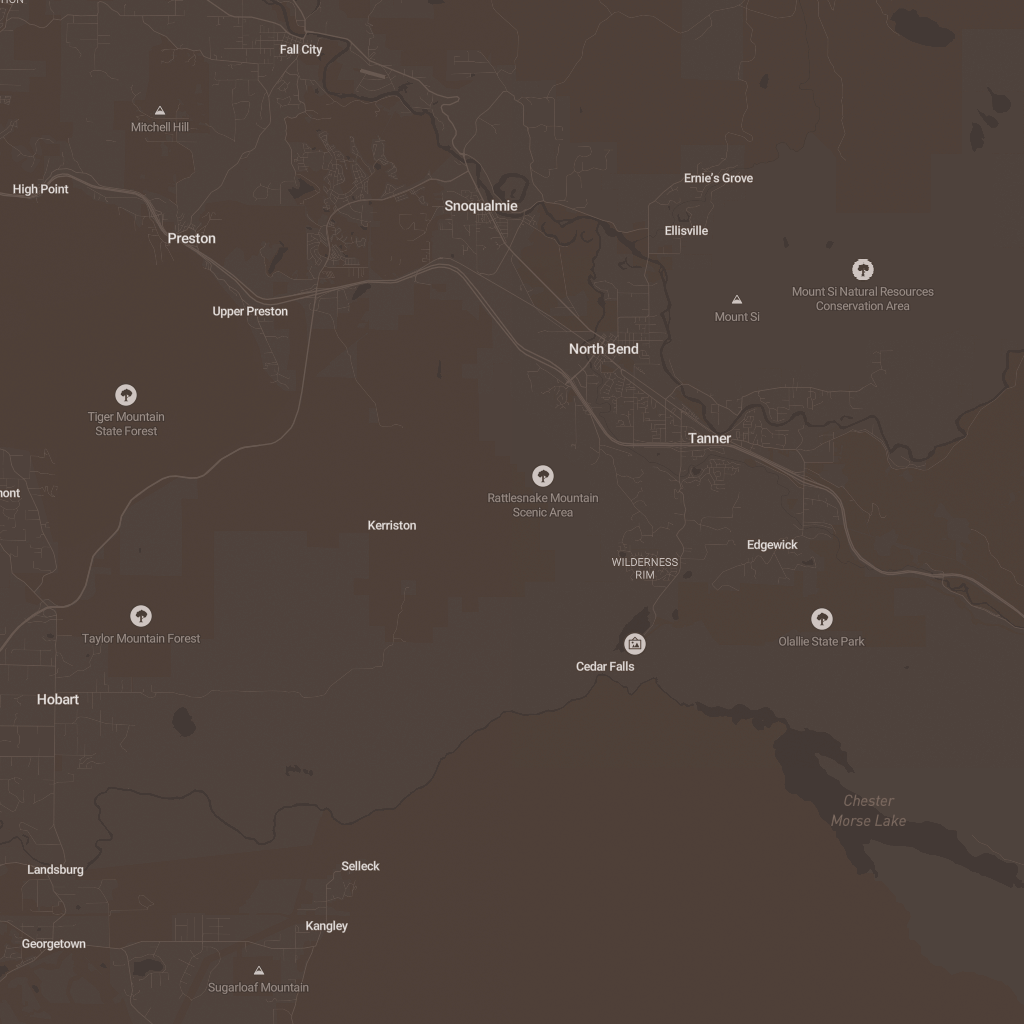 Fall City
Mitchell Hill
High Point
Ernie's Grove
Snoqualmie
Preston
Ellisville
Mount Si Natural Resources
Conservation Area
Upper Preston
Mount Si
North Bend
Tiger Mountain
State Forest
Tanner
Rattlesnake Mountain
Scenic Area
Kerriston
Edgewick
WILDERNESS
RIM
Taylor Mountain Forest
Olallie State Park
Cedar Falls
Hobart
Chester
Morse Lake
Landsburg
Selleck
Kangley
Georgetown
Sugarloaf Mountain